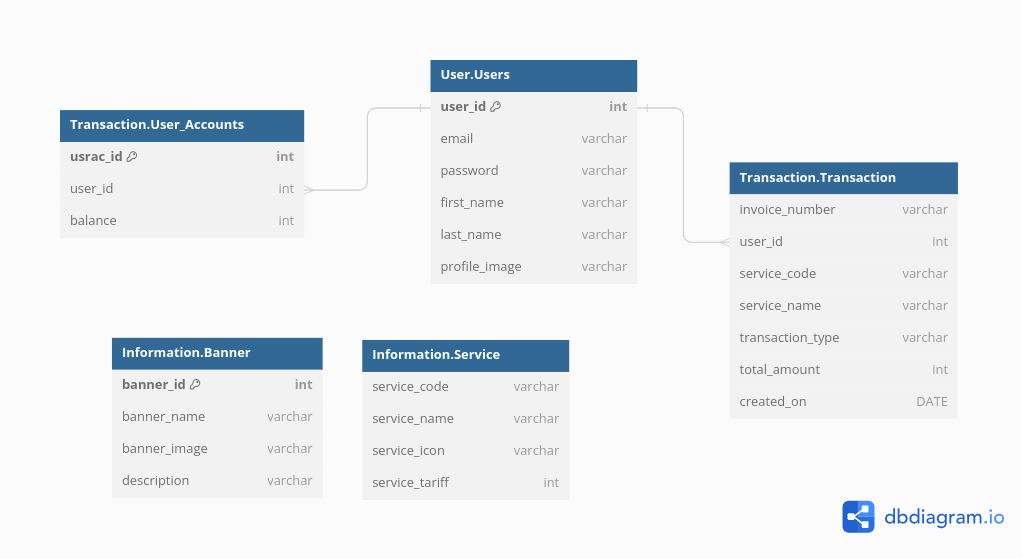 User.Users
user_id int
email varchar
password varchar
first_name varchar
last_name varchar
profile_image varchar
Transaction.User_Accounts
usrac_id int
user_id int
balance int
Transaction.Transaction
invoice_number varchar
user_id int
service_code varchar
service_name varchar
transaction_type varchar
total_amount int
created_on DATE
Information.Banner
banner_id int
banner_name varchar
banner_image varchar
description varchar
Information.Service
service_code varchar
service_name varchar
service_icon varchar
service_tariff int
dbdiagram.io